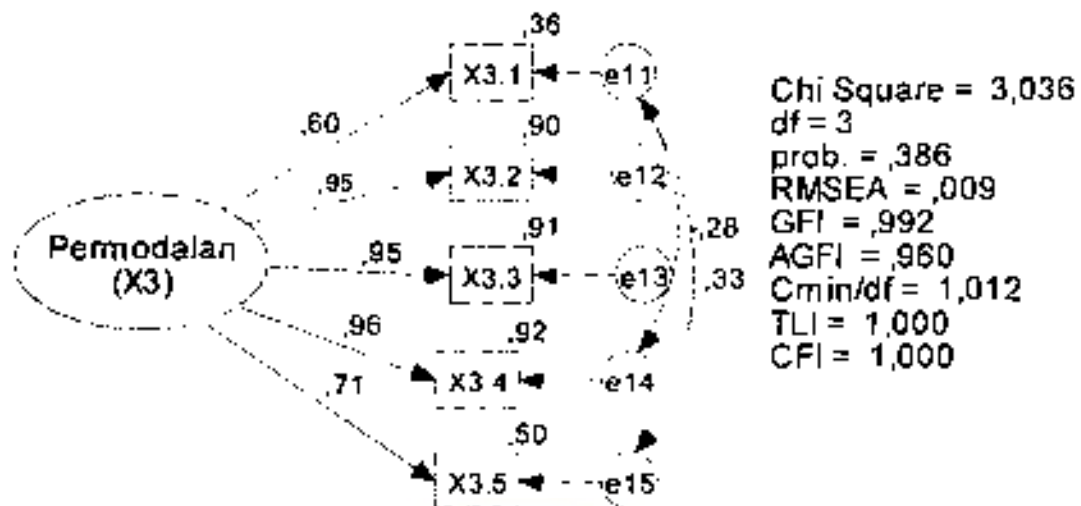 ,36
X3.1
e11
,60
,90
X3.2
e12
,95
,91
Permodalan
(X3)
,95
X3.3
e13
-,28
,33
,96
,92
X3.4
e14
,71
,50
X3.5
e15
Chi Square = 3,036
df = 3
prob. = ,386
RMSEA = ,009
GFI = ,992
AGFI = ,960
Cmin/df = 1,012
TLI = 1,000
CFI = 1,000